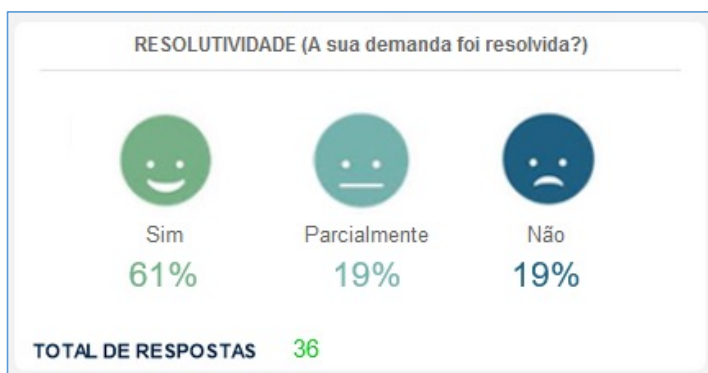 RESOLUTIVIDADE (A sua demanda foi resolvida?)
Sim Parcialmente Não
61% 19% 19%
TOTAL DE RESPOSTAS 36